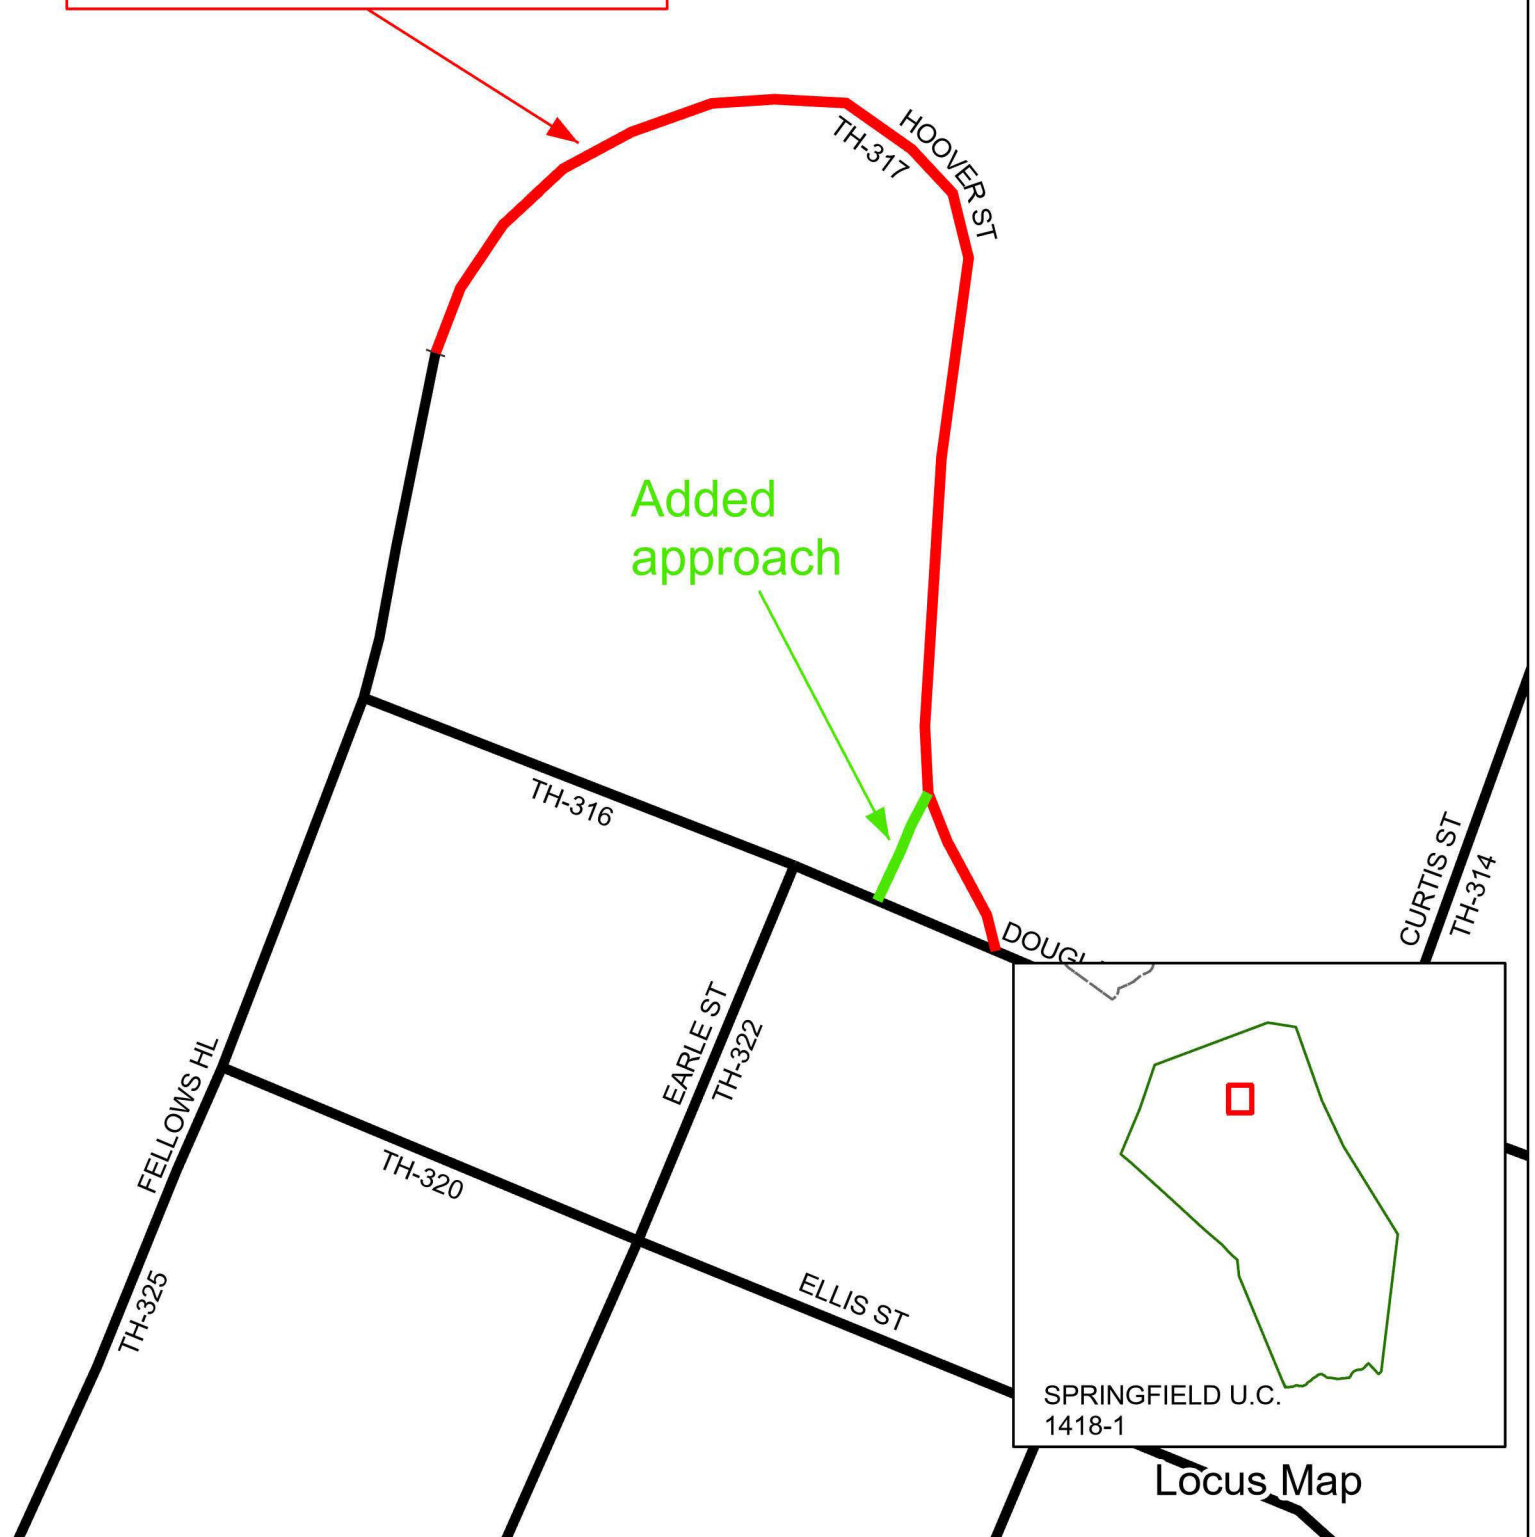 HOOVER ST
TH-317
Added
approach
TH-316
CURTIS ST
TH-314
EARLE ST
TH-322
FELLOWS HL
TH-320
TH-325
ELLIS ST
SPRINGFIELD U.C.
1418-1
Locus Map